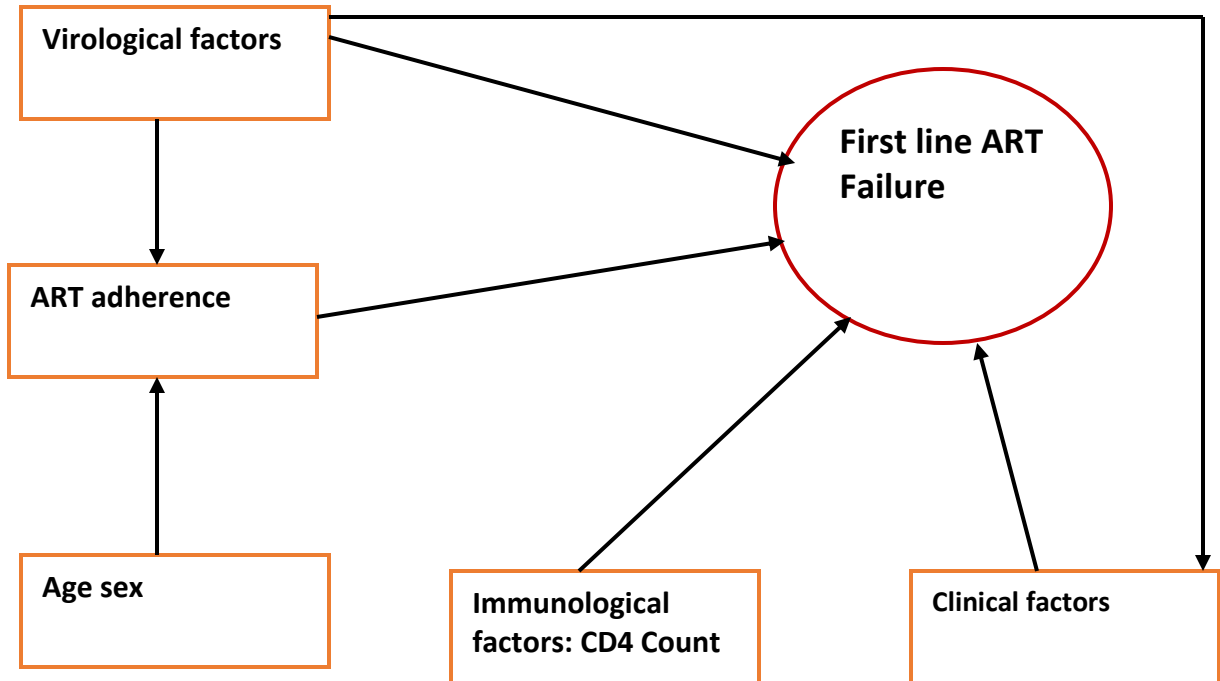 Virological factors
First line ART
Failure
ART adherence
Age sex
Immunological
factors: CD4 Count
Clinical factors